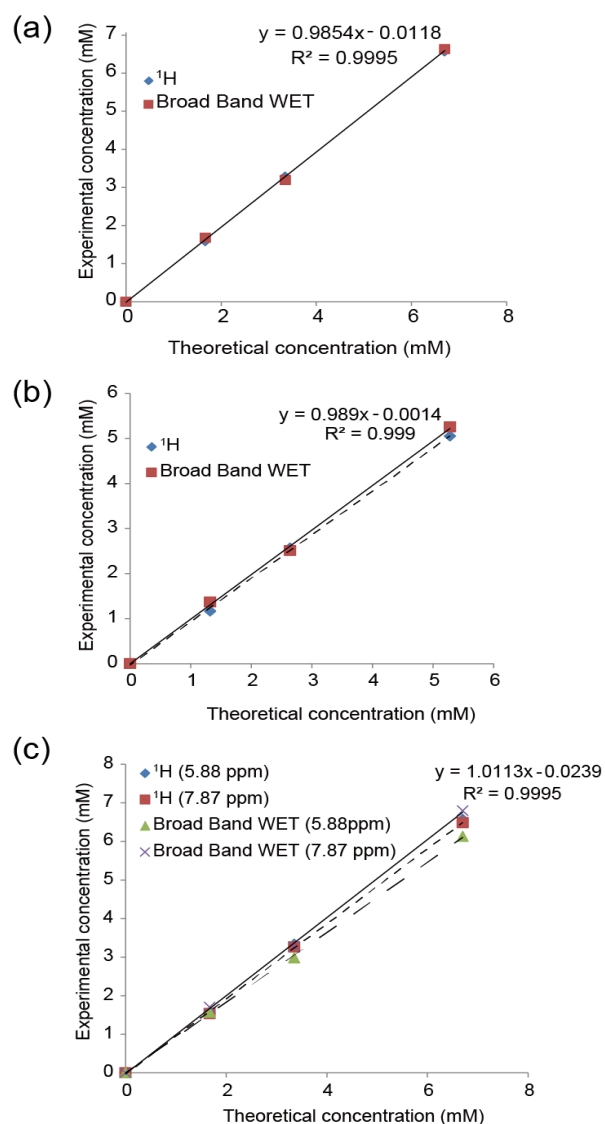 (a)
y = 0.9854x - 0.0118
R² = 0.9995
¹H
Broad Band WET
Experimental concentration (mM)
7
6
5
4
3
2
1
0
0 2 4 6 8
Theoretical concentration (mM)
(b)
y = 0.989x - 0.0014
R² = 0.999
¹H
Broad Band WET
Experimental concentration (mM)
6
5
4
3
2
1
0
0 1 2 3 4 5 6
Theoretical concentration (mM)
(c)
¹H (5.88 ppm)
¹H (7.87 ppm)
Broad Band WET (5.88ppm)
Broad Band WET (7.87 ppm)
y = 1.0113x - 0.0239
R² = 0.9995
Experimental concentration (mM)
8
7
6
5
4
3
2
1
0
0 2 4 6 8
Theoretical concentration (mM)